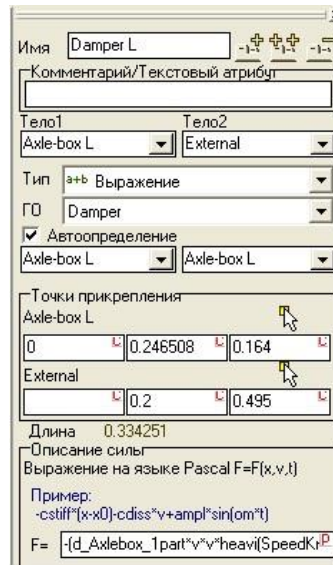 Имя Damper L
Комментарий/Текстовый атрибут
Тело1 Тело2
Axle-box L External
Тип a+b Выражение
ГО Damper
Автоопределение
Axle-box L Axle-box L
Точки прикрепления
Axle-box L
0 C 0.246508 C 0.164 C
External
C 0.2 C 0.495 C
Длина 0.334251
Описание силы
Выражение на языке Pascal F=F(x,v,t)
Пример:
-cstiff*(x-x0)-cdiss*v+ampl*sin(om*t)
F= -(d_Axlebox_1part*v*v*heavi(SpeedKr P